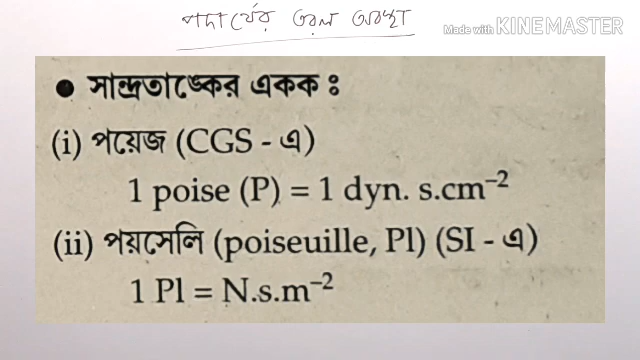 পদার্থের তরল অবস্থা
Made with KINEMASTER
● সান্দ্রতাঙ্কের একক ঃ
(i) পয়েজ (CGS - এ)
1 poise (P) = 1 dyn. s.cm⁻²
(ii) পয়সেলি (poiseuille, Pl) (SI - এ)
1 Pl = N.s.m⁻²